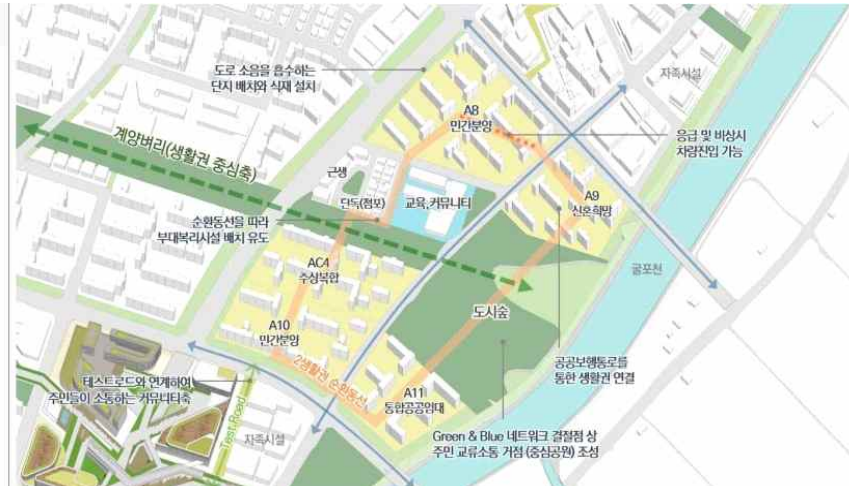 도로 소음을 흡수하는
단지 배치와 식재 설치
자족시설
A8
민간분양
응급 및 비상시
차량진입 가능
계양벼리(생활권 중심축)
근생
단독(점포)
교육,커뮤니티
A9
신혼희망
순환동선을 따라
부대복리시설 배치 유도
굴포천
AC4
주상복합
도시숲
A10
민간분양
공공보행통로를
통한 생활권 연결
2생활권 순환동선
테스트로드와 연계하여
주민들이 소통하는 커뮤니티축
A11
통합공공임대
Test Road
자족시설
Green & Blue 네트워크 결절점 상
주민 교류소통 거점 (중심공원) 조성